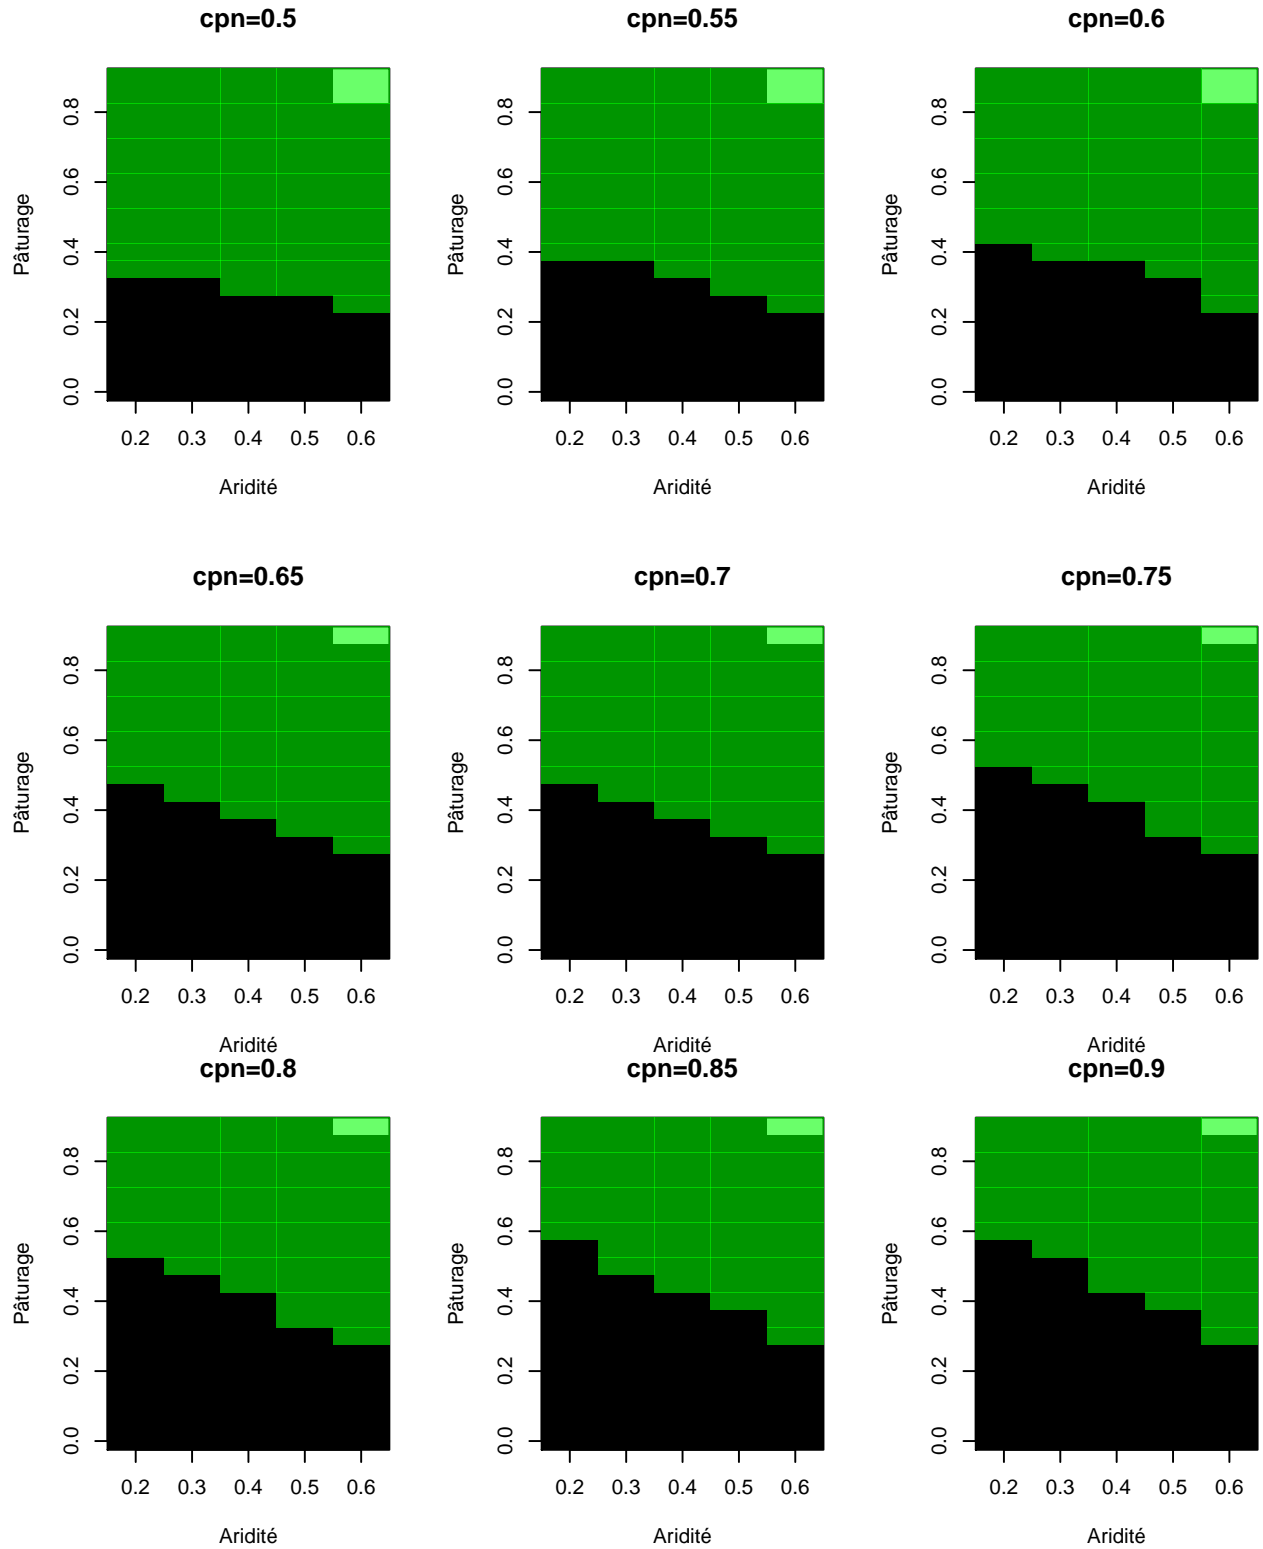 cpn=0.5 cpn=0.55 cpn=0.6
0.8 0.8 0.8
0.6 0.6 0.6
Pâturage Pâturage Pâturage
0.4 0.4 0.4
0.2 0.2 0.2
0.0 0.0 0.0
0.2 0.3 0.4 0.5 0.6 0.2 0.3 0.4 0.5 0.6 0.2 0.3 0.4 0.5 0.6
Aridité Aridité Aridité
cpn=0.65 cpn=0.7 cpn=0.75
0.8 0.8 0.8
0.6 0.6 0.6
Pâturage Pâturage Pâturage
0.4 0.4 0.4
0.2 0.2 0.2
0.0 0.0 0.0
0.2 0.3 0.4 0.5 0.6 0.2 0.3 0.4 0.5 0.6 0.2 0.3 0.4 0.5 0.6
Aridité Aridité Aridité
cpn=0.8 cpn=0.85 cpn=0.9
0.8 0.8 0.8
0.6 0.6 0.6
Pâturage Pâturage Pâturage
0.4 0.4 0.4
0.2 0.2 0.2
0.0 0.0 0.0
0.2 0.3 0.4 0.5 0.6 0.2 0.3 0.4 0.5 0.6 0.2 0.3 0.4 0.5 0.6
Aridité Aridité Aridité